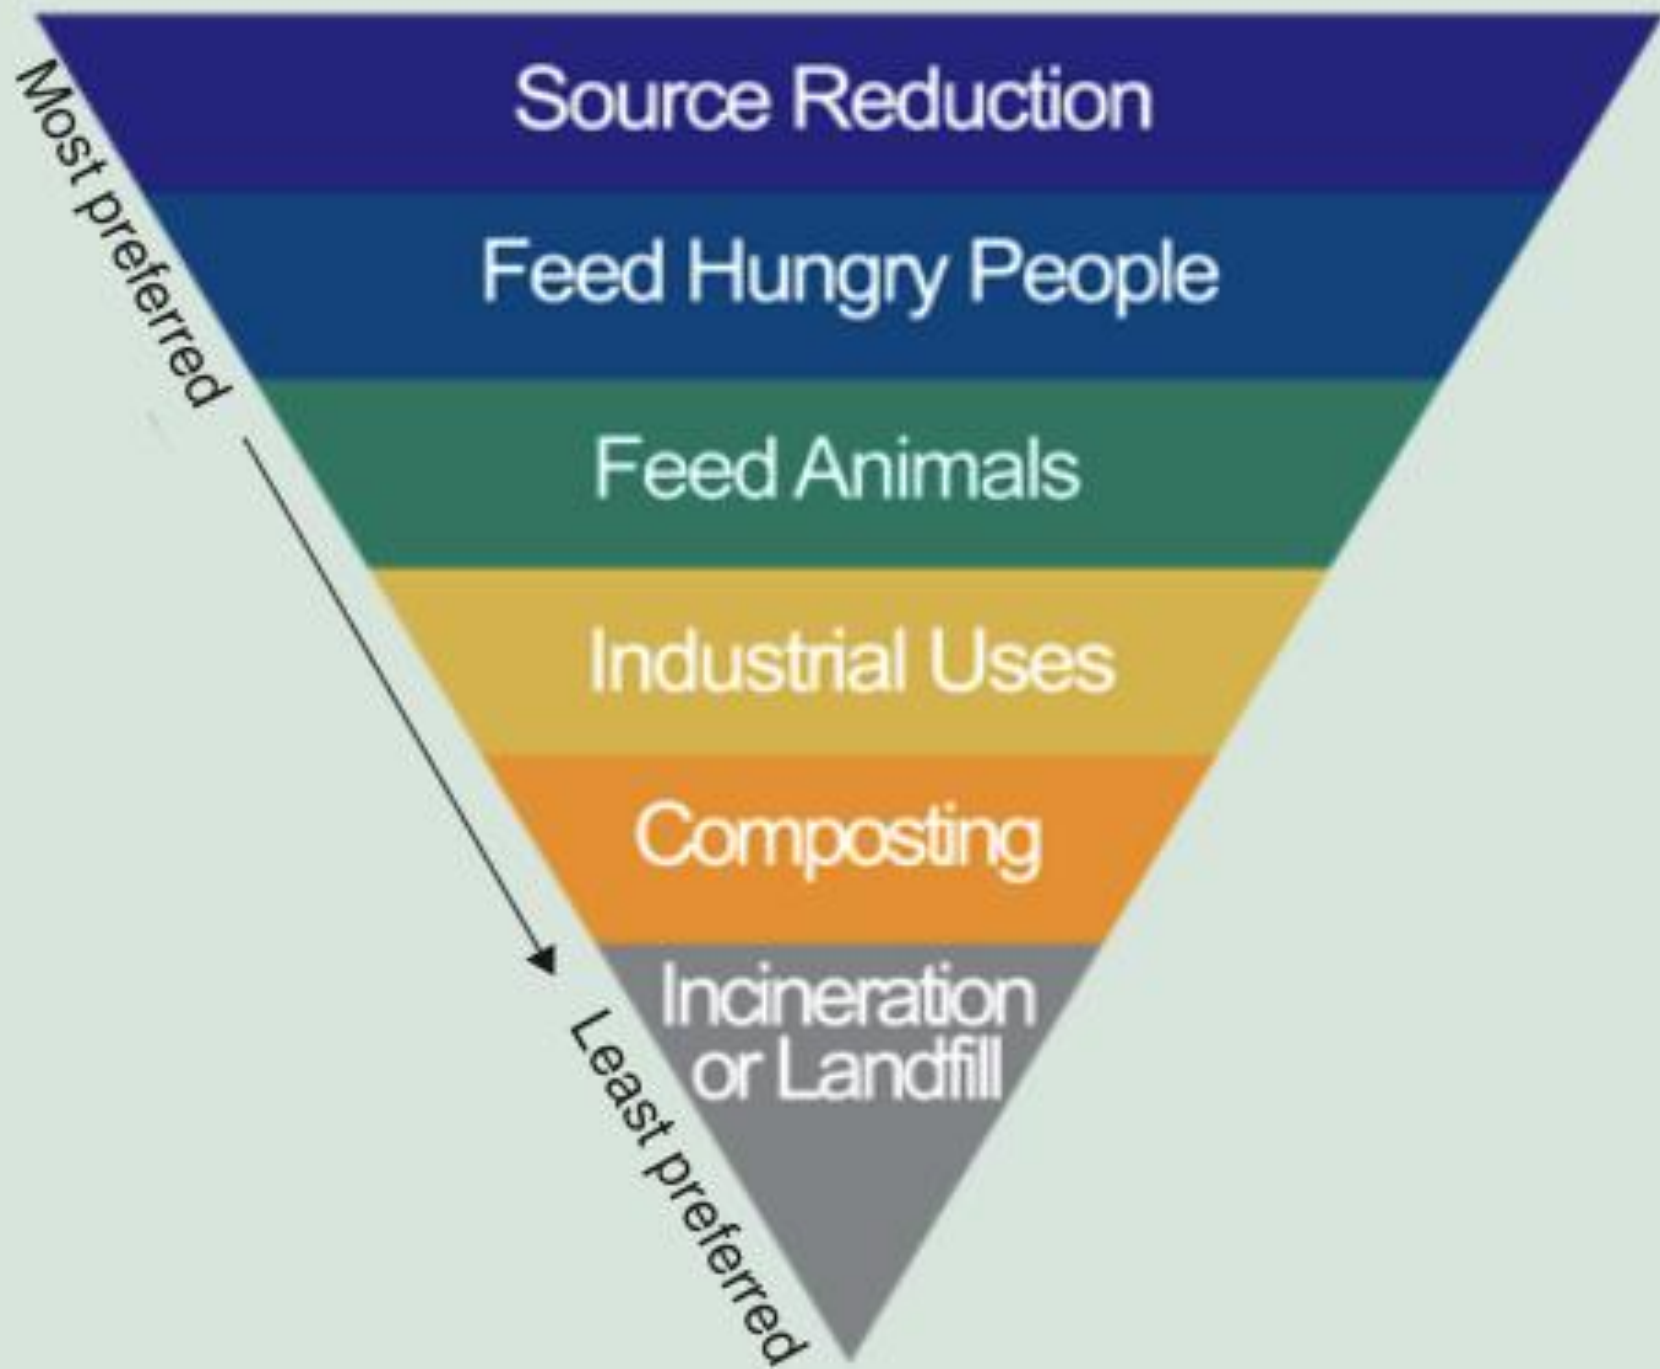 Source Reduction
Feed Hungry People
Feed Animals
Industrial Uses
Composting
Incineration
or Landfill
Most preferred
Least preferred